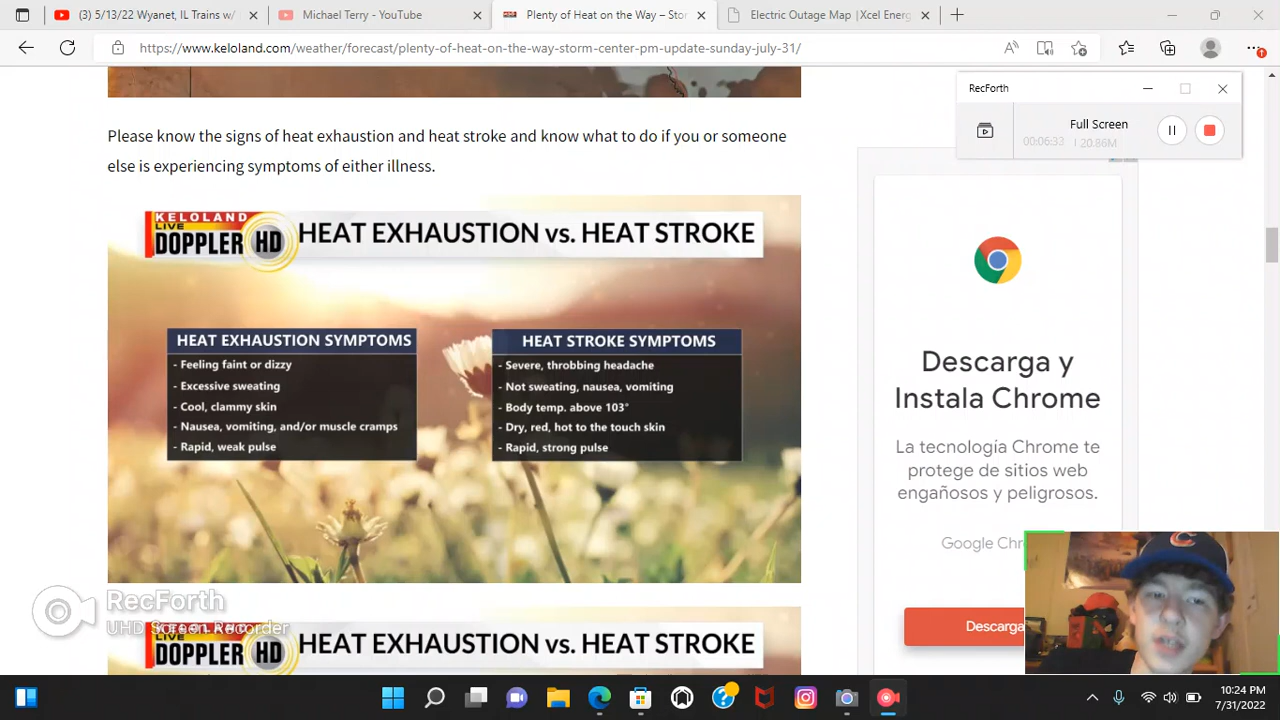 (3) 5/13/22 Wyanet, IL Trains w/
Michael Terry - YouTube
Plenty of Heat on the Way – Stor
Electric Outage Map | Xcel Energ
https://www.keloland.com/weather/forecast/plenty-of-heat-on-the-way-storm-center-pm-update-sunday-july-31/
RecForth
Full Screen
00:06:33 | 20.86M
Please know the signs of heat exhaustion and heat stroke and know what to do if you or someone
else is experiencing symptoms of either illness.
KELOLAND
LIVE
DOPPLER HD
HEAT EXHAUSTION vs. HEAT STROKE
HEAT EXHAUSTION SYMPTOMS
- Feeling faint or dizzy
- Excessive sweating
- Cool, clammy skin
- Nausea, vomiting, and/or muscle cramps
- Rapid, weak pulse
HEAT STROKE SYMPTOMS
- Severe, throbbing headache
- Not sweating, nausea, vomiting
- Body temp. above 103°
- Dry, red, hot to the touch skin
- Rapid, strong pulse
Descarga y
Instala Chrome
La tecnología Chrome te
protege de sitios web
engañosos y peligrosos.
Google Chr
Descarga
RecForth
UHD Screen Recorder
KELOLAND
LIVE
DOPPLER HD
HEAT EXHAUSTION vs. HEAT STROKE
10:24 PM
7/31/2022